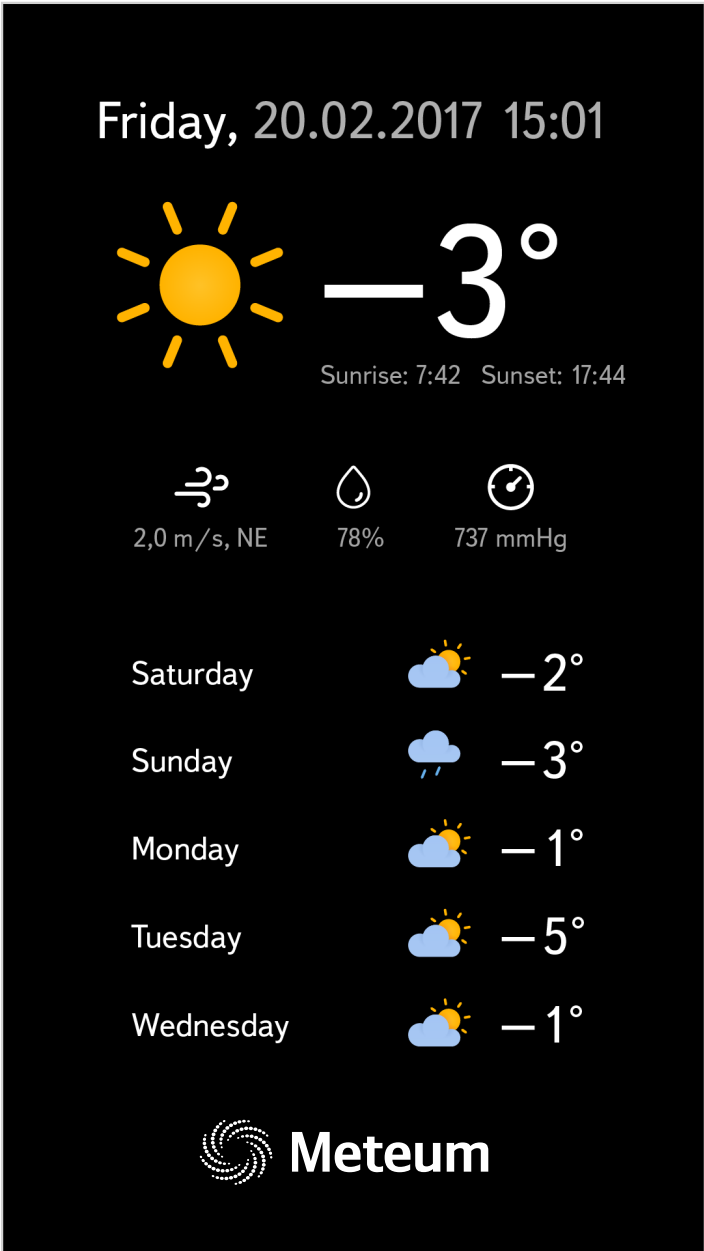 Friday, 20.02.2017 15:01
—3°
Sunrise: 7:42 Sunset: 17:44
2,0 m/s, NE 78% 737 mmHg
Saturday —2°
Sunday —3°
Monday —1°
Tuesday —5°
Wednesday —1°
Meteum